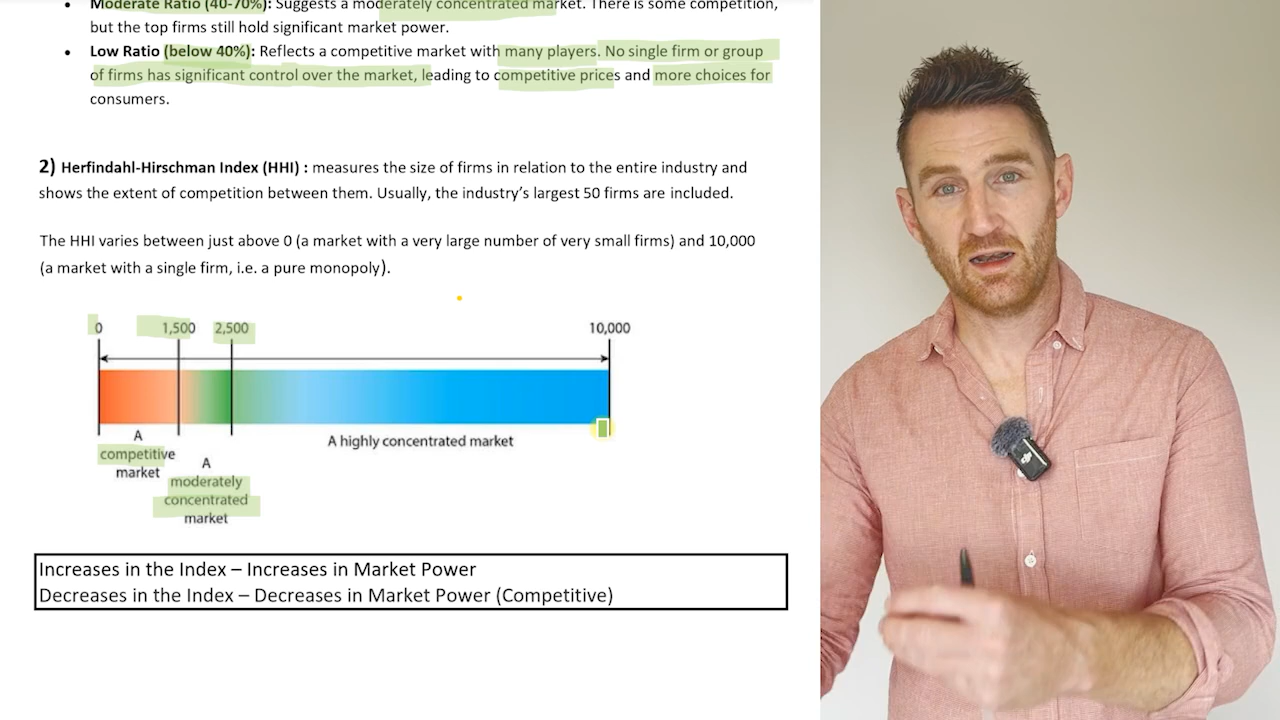 Moderate Ratio (40-70%): Suggests a moderately concentrated market. There is some competition,
but the top firms still hold significant market power.
• Low Ratio (below 40%): Reflects a competitive market with many players. No single firm or group
of firms has significant control over the market, leading to competitive prices and more choices for
consumers.
2) Herfindahl-Hirschman Index (HHI) : measures the size of firms in relation to the entire industry and
shows the extent of competition between them. Usually, the industry’s largest 50 firms are included.
The HHI varies between just above 0 (a market with a very large number of very small firms) and 10,000
(a market with a single firm, i.e. a pure monopoly).
0 1,500 2,500 10,000
A
competitive
market
A
moderately
concentrated
market
A highly concentrated market
Increases in the Index – Increases in Market Power
Decreases in the Index – Decreases in Market Power (Competitive)